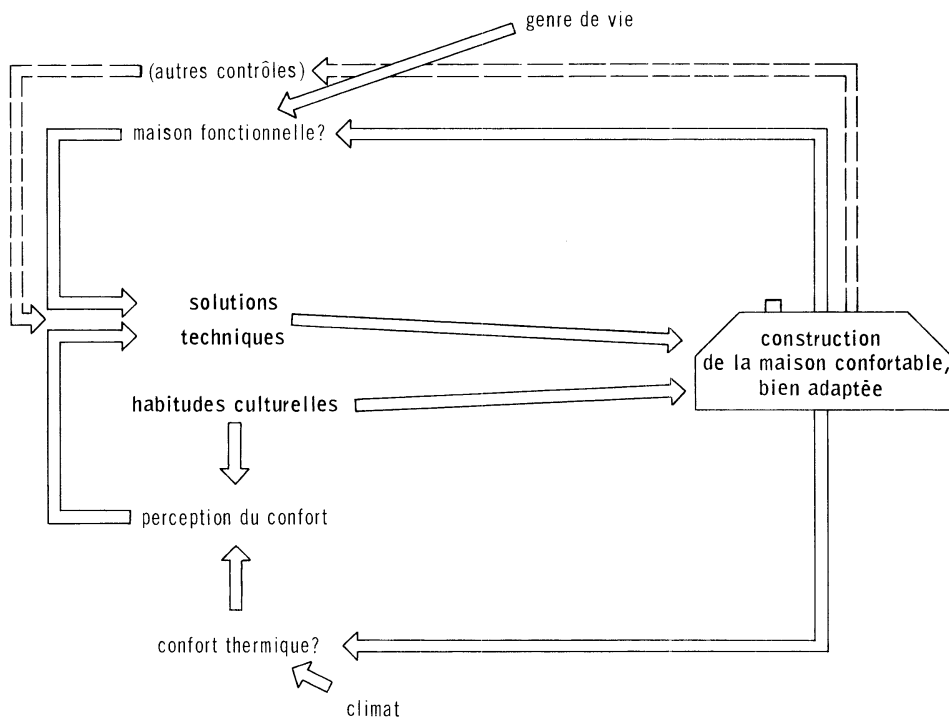 genre de vie
(autres contrôles)
maison fonctionnelle?
solutions
techniques
construction
de la maison confortable,
bien adaptée
habitudes culturelles
perception du confort
confort thermique?
climat